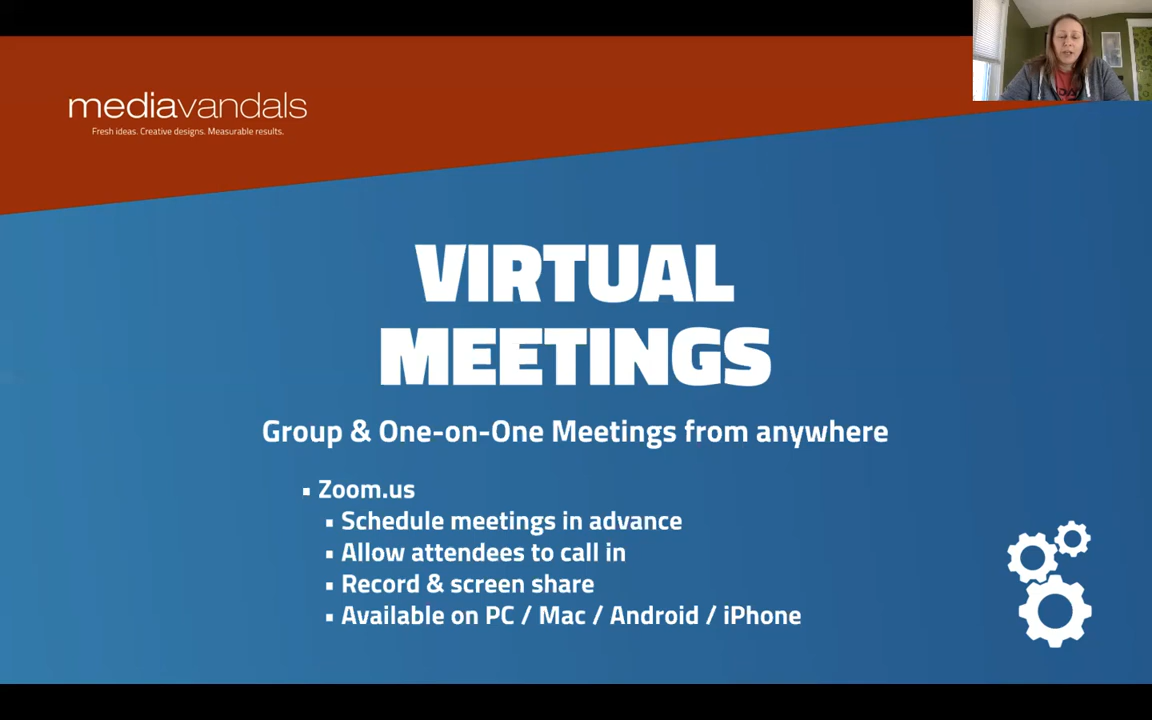 mediavandals
Fresh ideas. Creative designs. Measurable results.
VIRTUAL
MEETINGS
Group & One-on-One Meetings from anywhere
▪ Zoom.us
▪ Schedule meetings in advance
▪ Allow attendees to call in
▪ Record & screen share
▪ Available on PC / Mac / Android / iPhone